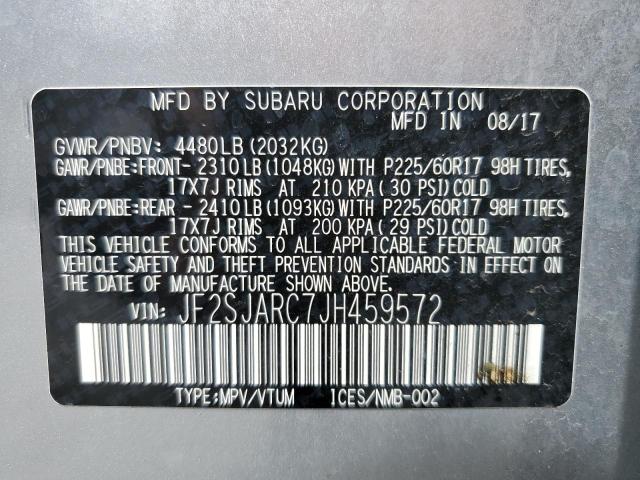 MFD BY SUBARU CORPORATION
MFD IN 08/17
GVWR/PNBV: 4480LB (2032KG)
GAWR/PNBE:FRONT- 2310 LB (1048KG)WITH P225/60R17 98H TIRES,
17X7J RIMS AT 210 KPA ( 30 PSI) COLD
GAWR/PNBE:REAR - 2410 LB (1093KG)WITH P225/60R17 98H TIRES,
17X7J RIMS AT 200 KPA ( 29 PSI) COLD
THIS VEHICLE CONFORMS TO ALL APPLICABLE FEDERAL MOTOR
VEHICLE SAFETY AND THEFT PREVENTION STANDARDS IN EFFECT ON
THE DATE OF MANUFACTURE SHOWN ABOVE.
VIN: JF2SJARC7JH459572
TYPE:MPV/VTUM ICES/NMB-002